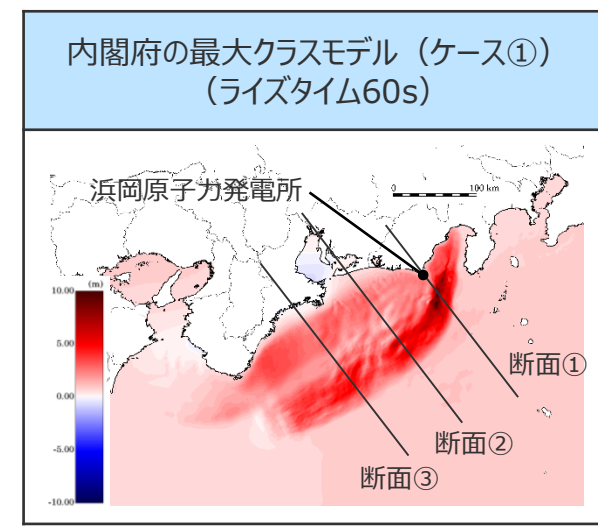 内閣府の最大クラスモデル（ケース①）
（ライズタイム60s）
浜岡原子力発電所
0 100 km
(m)
10.00
5.00
0.00
-5.00
-10.00
断面①
断面②
断面③